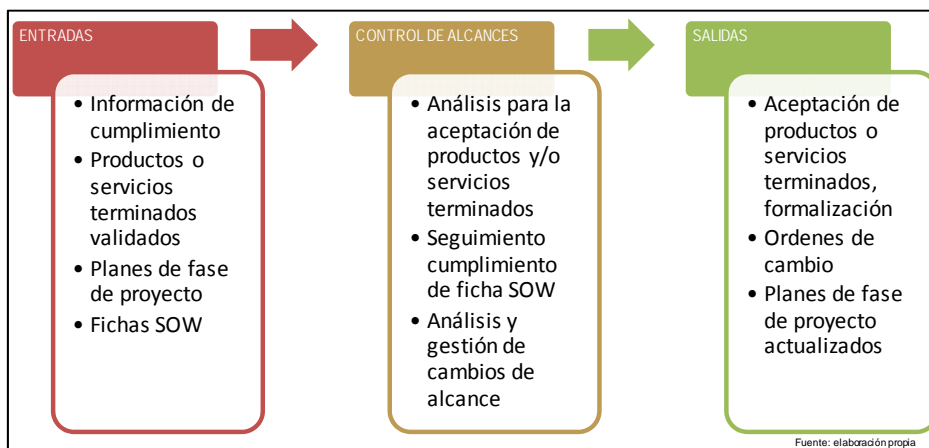 ENTRADAS
• Información de
cumplimiento
• Productos o
servicios
terminados
validados
• Planes de fase
de proyecto
• Fichas SOW
CONTROL DE ALCANCES
• Análisis para la
aceptación de
productos y/o
servicios
terminados
• Seguimiento
cumplimiento
de ficha SOW
• Análisis y
gestión de
cambios de
alcance
SALIDAS
• Aceptación de
productos o
servicios
terminados,
formalización
• Ordenes de
cambio
• Planes de fase
de proyecto
actualizados
Fuente: elaboración propia